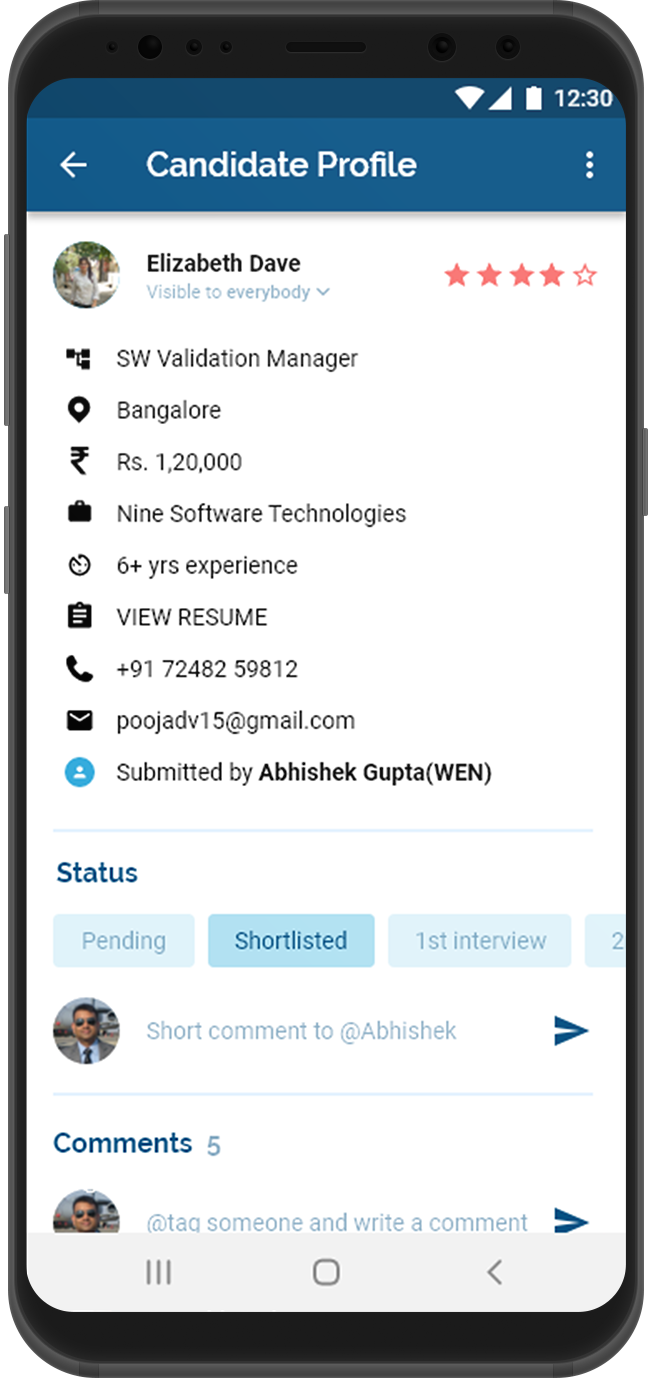 12:30
Candidate Profile
Elizabeth Dave
Visible to everybody
SW Validation Manager
Bangalore
Rs. 1,20,000
Nine Software Technologies
6+ yrs experience
VIEW RESUME
+91 72482 59812
poojadv15@gmail.com
Submitted by Abhishek Gupta(WEN)
Status
Pending Shortlisted 1st interview 2
Short comment to @Abhishek
Comments 5
@tag someone and write a comment